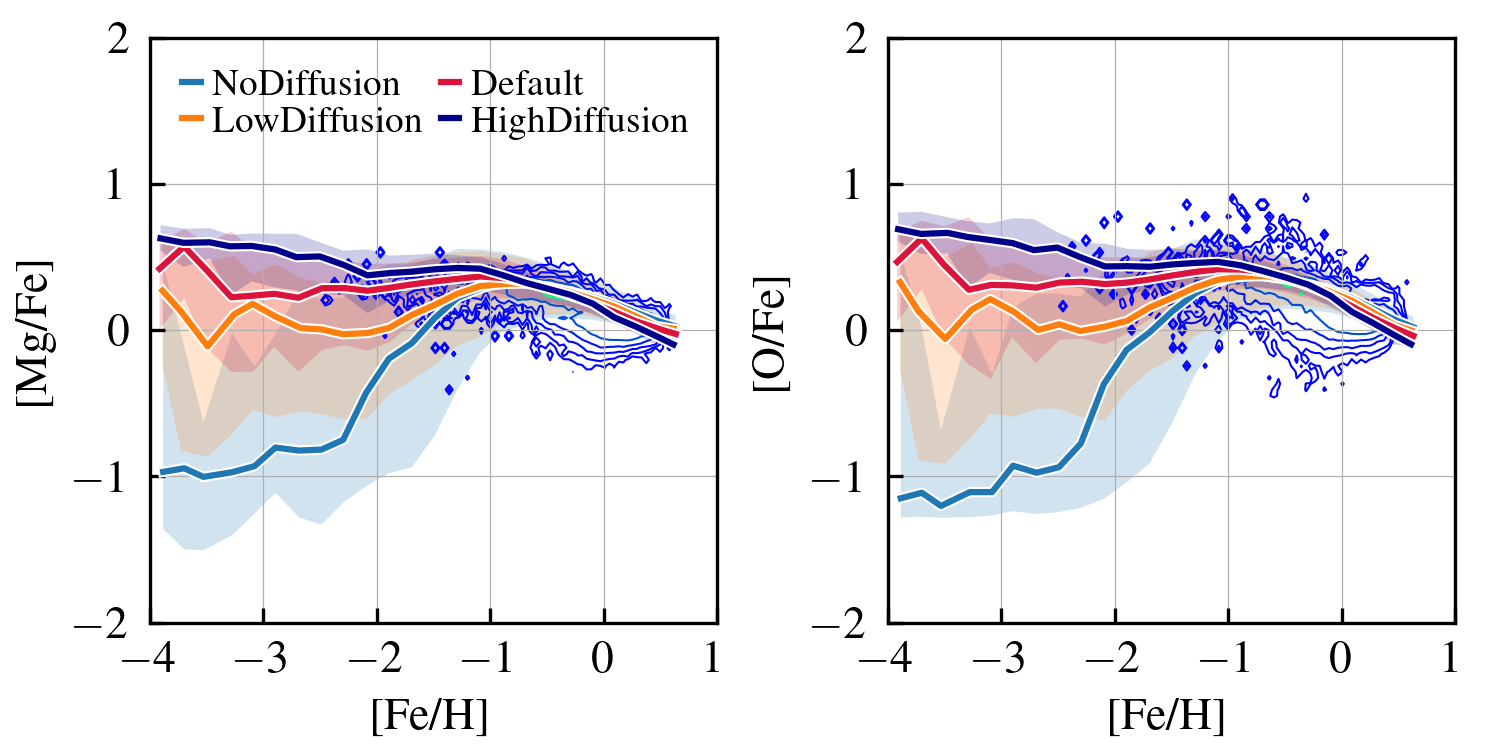 2
1
0
−1
−2
[Mg/Fe]
NoDiffusion
LowDiffusion
Default
HighDiffusion
−4 −3 −2 −1 0 1
[Fe/H]
2
1
0
−1
−2
[O/Fe]
−4 −3 −2 −1 0 1
[Fe/H]